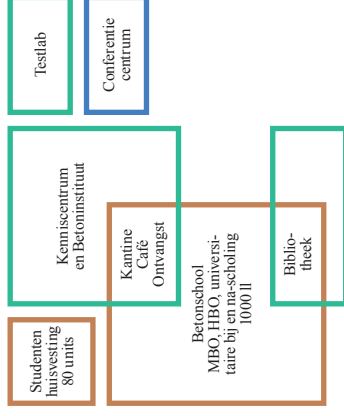 Studenten
huisvesting
80 units
Kenniscentrum
en Betoninstituut
Testlab
Conferentie
centrum
Kantine
Café
Ontvangst
Betonschool
MBO, HBO, universi-
taire bij en na-scholing
1000 ll
Biblio-
theek